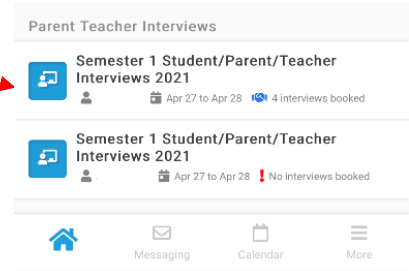 Parent Teacher Interviews
Semester 1 Student/Parent/Teacher
Interviews 2021
Apr 27 to Apr 28 4 interviews booked
Semester 1 Student/Parent/Teacher
Interviews 2021
Apr 27 to Apr 28 No interviews booked
Messaging Calendar More